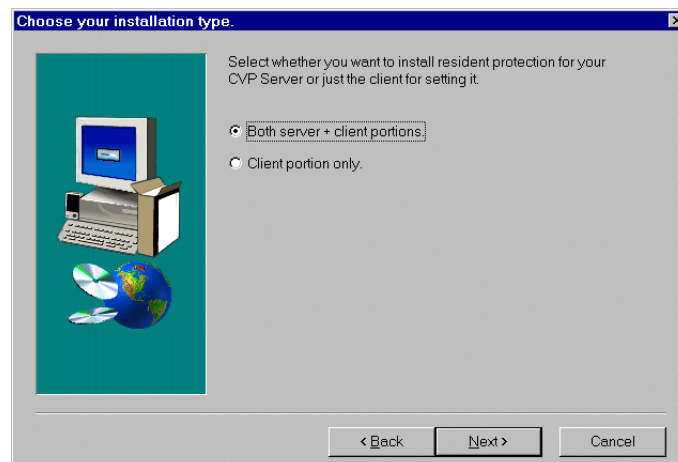 Choose your installation type.
Select whether you want to install resident protection for your
CVP Server or just the client for setting it.
Both server + client portions.
Client portion only.
< Back
Next >
Cancel